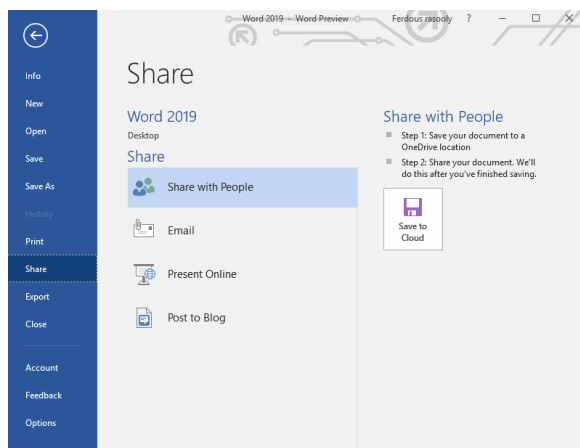 Word 2019 - Word Preview
Ferdous rasooly
?
Info
New
Open
Save
Save As
History
Print
Share
Export
Close
Account
Feedback
Options
Share
Word 2019
Desktop
Share
Share with People
Email
Present Online
Post to Blog
Share with People
Step 1: Save your document to a
OneDrive location
Step 2: Share your document. We'll
do this after you've finished saving.
Save to
Cloud